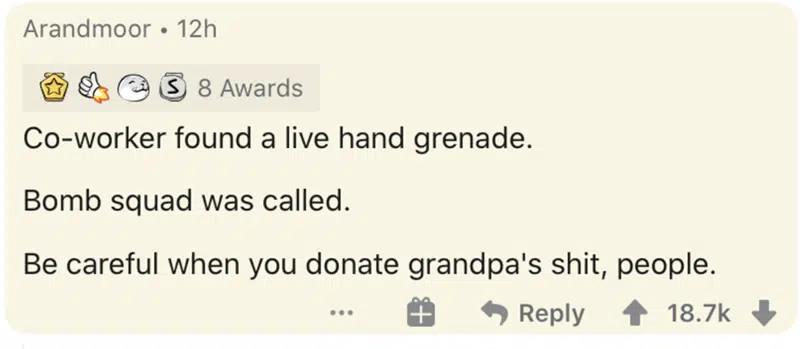 Arandmoor • 12h
8 Awards
Co-worker found a live hand grenade.
Bomb squad was called.
Be careful when you donate grandpa's shit, people.
Reply 18.7k